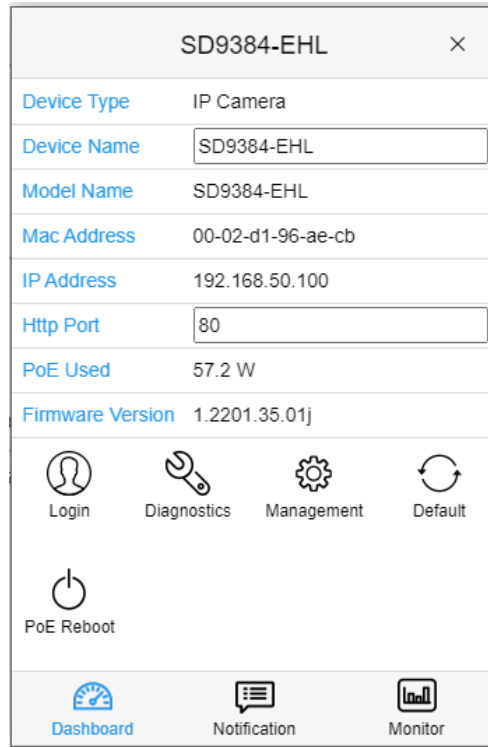 SD9384-EHL
Device Type IP Camera
Device Name SD9384-EHL
Model Name SD9384-EHL
Mac Address 00-02-d1-96-ae-cb
IP Address 192.168.50.100
Http Port 80
PoE Used 57.2 W
Firmware Version 1.2201.35.01j
Login Diagnostics Management Default
PoE Reboot
Dashboard Notification Monitor